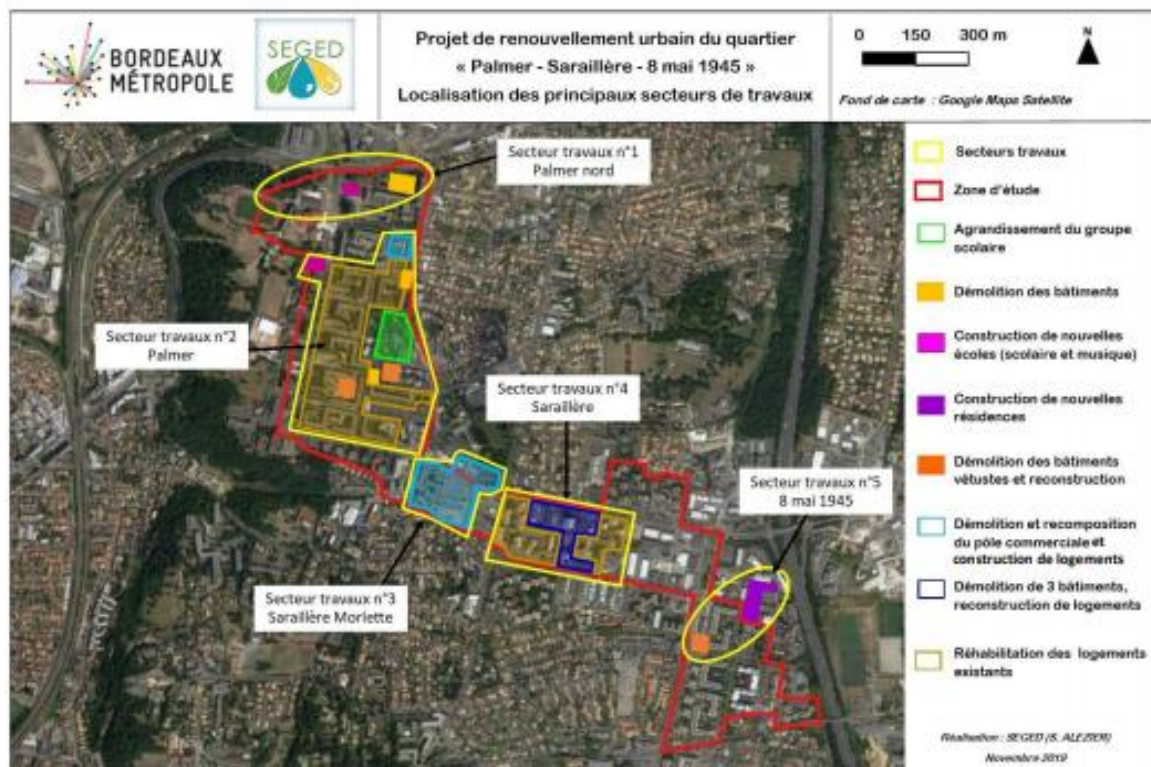 BORDEAUX
MÉTROPOLE
SEGED
Projet de renouvellement urbain du quartier
« Palmer - Saraillère - 8 mai 1945 »
Localisation des principaux secteurs de travaux
0 150 300 m
N
Fond de carte : Google Maps Satellite
Secteur travaux n°1
Palmer nord
Secteur travaux n°2
Palmer
Secteur travaux n°4
Saraillère
Secteur travaux n°5
8 mai 1945
Secteur travaux n°3
Saraillère Morlette
Secteurs travaux
Zone d'étude
Agrandissement du groupe
scolaire
Démolition des bâtiments
Construction de nouvelles
écoles (scolaire et musique)
Construction de nouvelles
résidences
Démolition des bâtiments
vétustes et reconstruction
Démolition et recomposition
du pôle commerciale et
construction de logements
Démolition de 3 bâtiments,
reconstruction de logements
Réhabilitation des logements
existants
Réalisation : SEGED (S. ALEZIER)
Novembre 2019